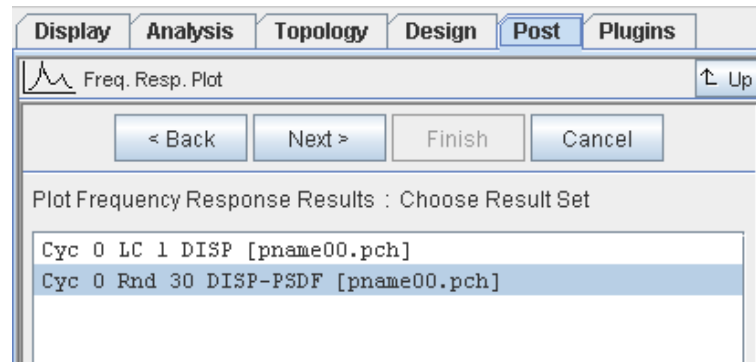 Display Analysis Topology Design Post Plugins
Freq. Resp. Plot Up
< Back Next > Finish Cancel
Plot Frequency Response Results : Choose Result Set
Cyc 0 LC 1 DISP [pname00.pch]
Cyc 0 Rnd 30 DISP-PSDF [pname00.pch]